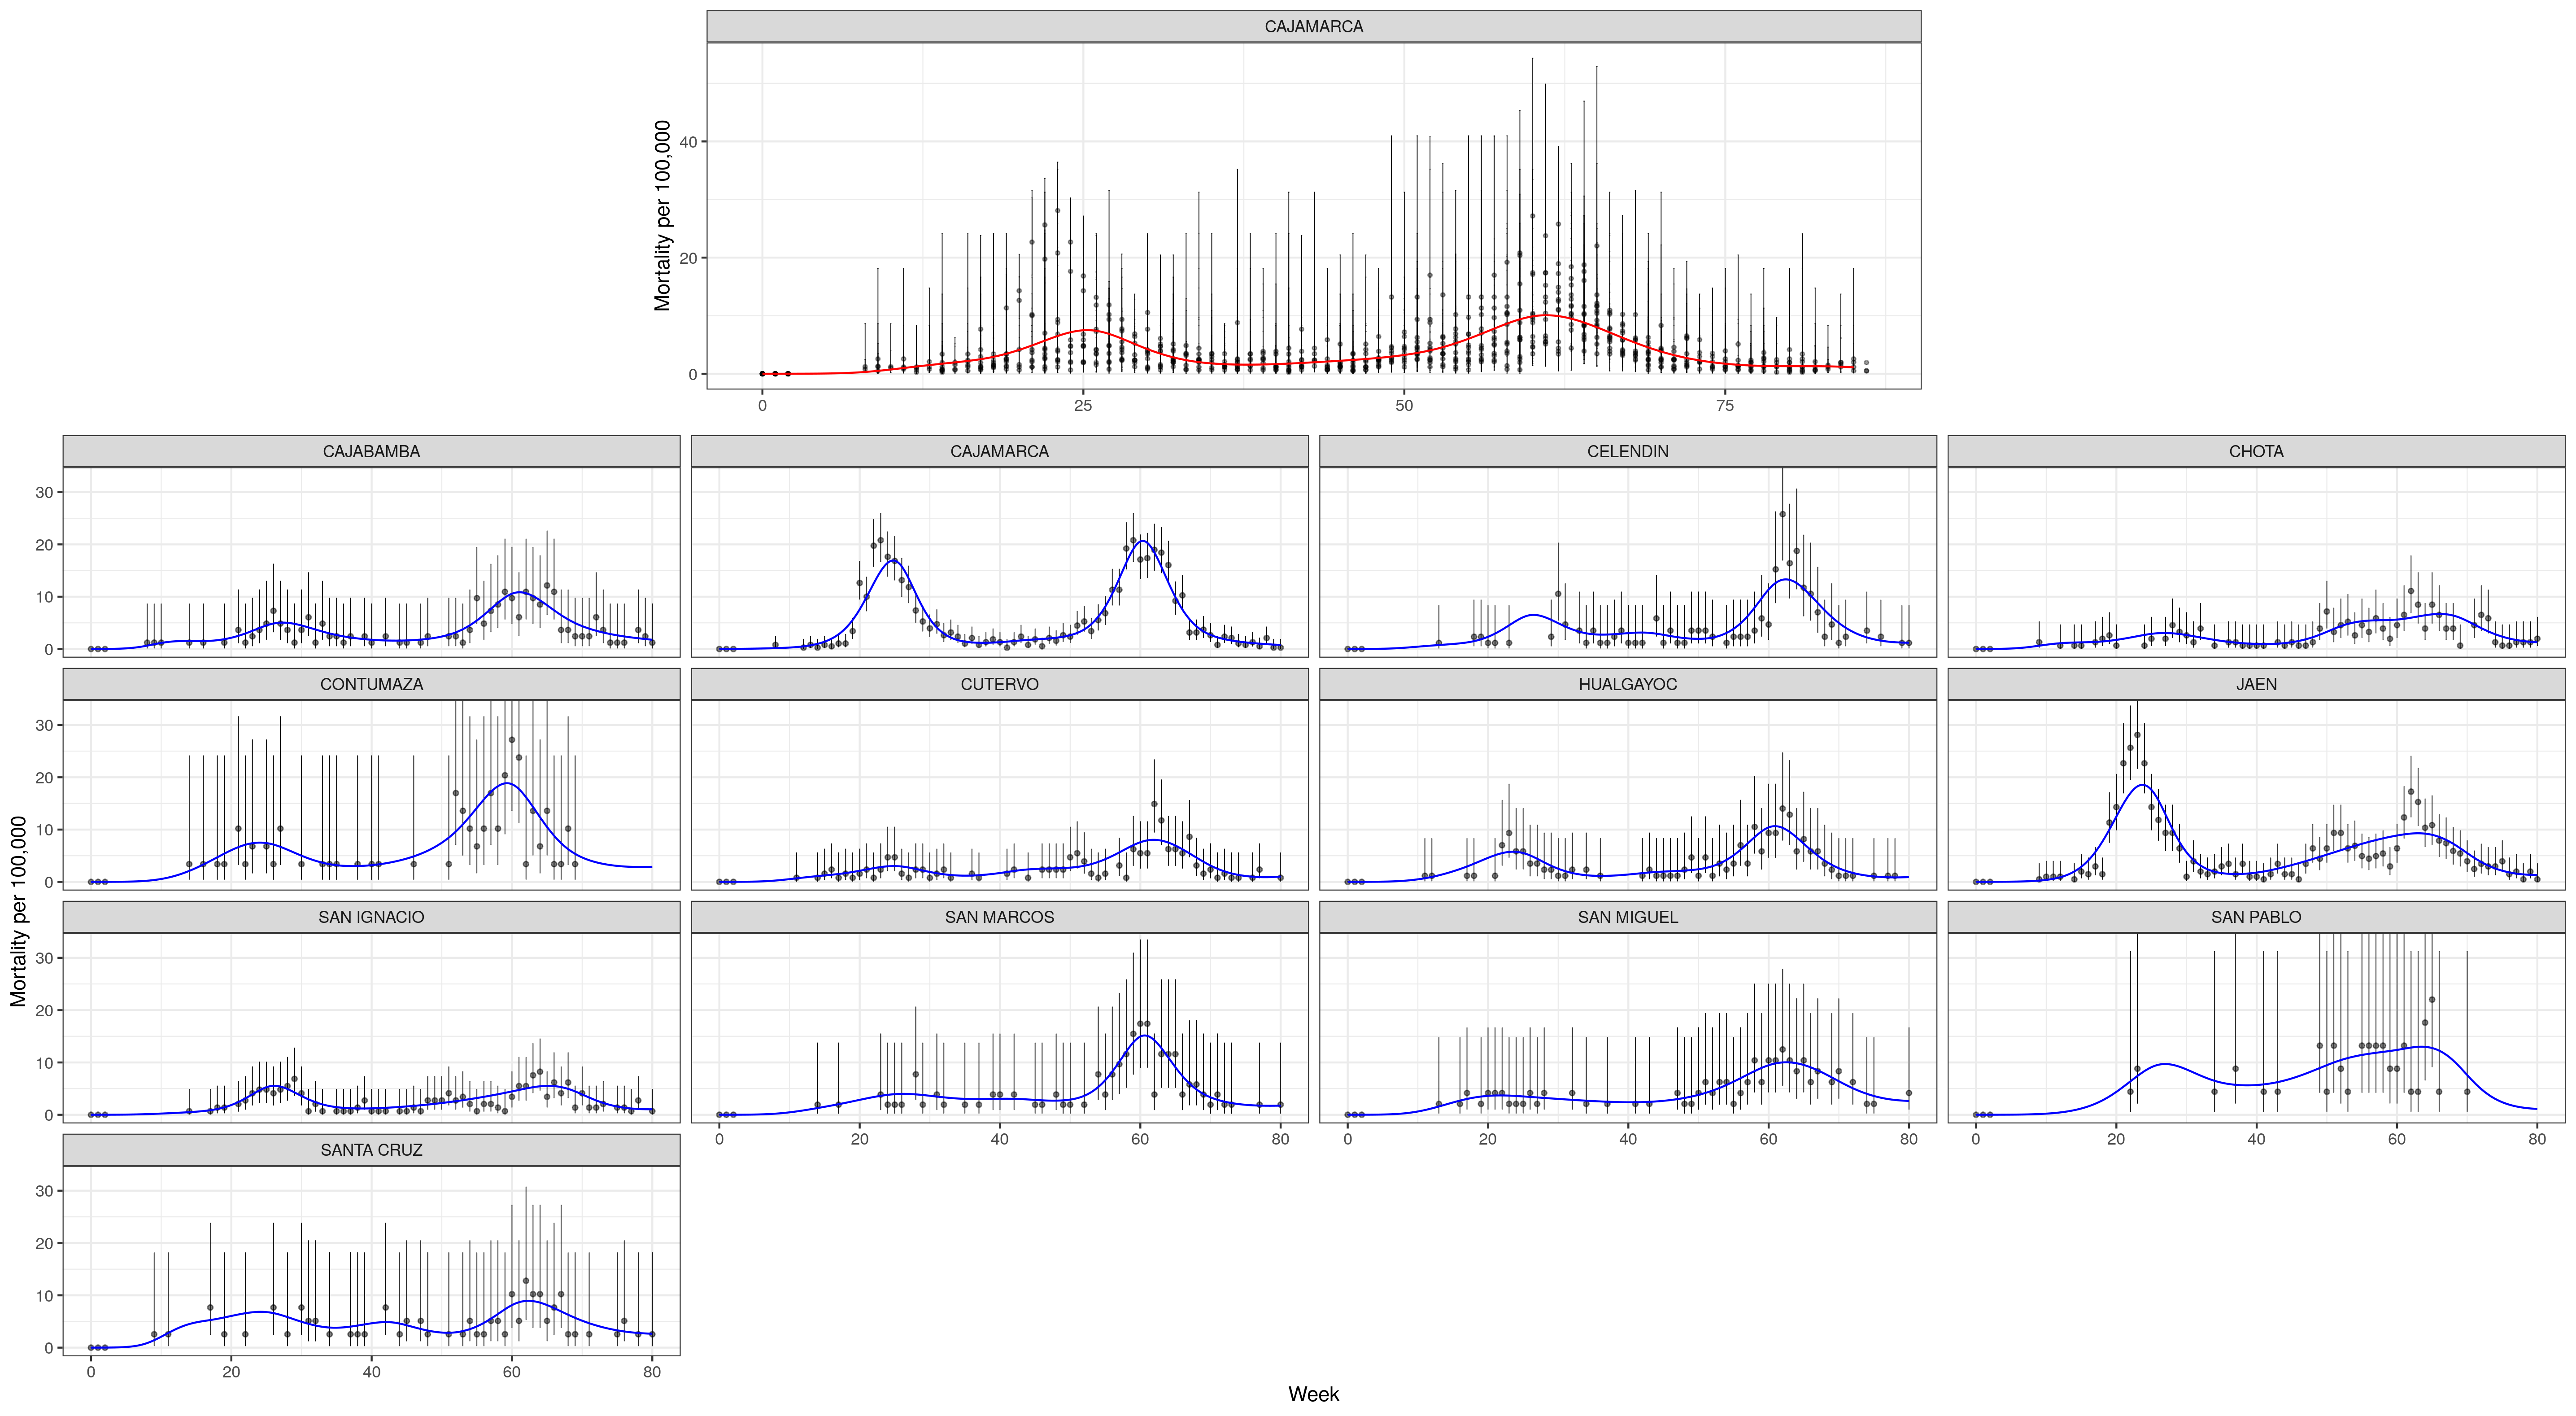 CAJAMARCA
Mortality per 100,000
40
20
0
0 25 50 75
CAJABAMBA CAJAMARCA CELENDIN CHOTA
30
20
10
0
CONTUMAZA CUTERVO HUALGAYOC JAEN
30
20
10
0
Mortality per 100,000
SAN IGNACIO SAN MARCOS SAN MIGUEL SAN PABLO
30
20
10
0
0 20 40 60 80 0 20 40 60 80 0 20 40 60 80
SANTA CRUZ
30
20
10
0
0 20 40 60 80
Week